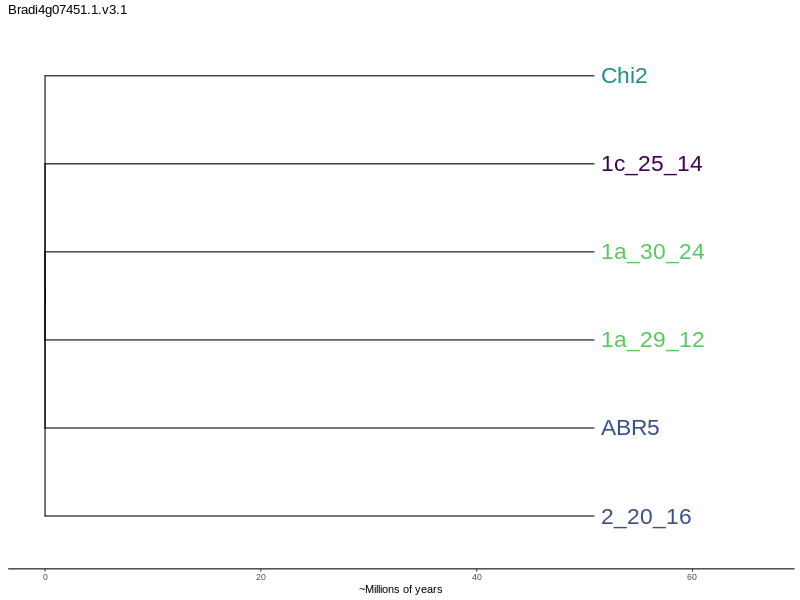 Bradi4g07451.1.v3.1
Chi2
1c_25_14
1a_30_24
1a_29_12
ABR5
2_20_16
0 20 40 60
~Millions of years